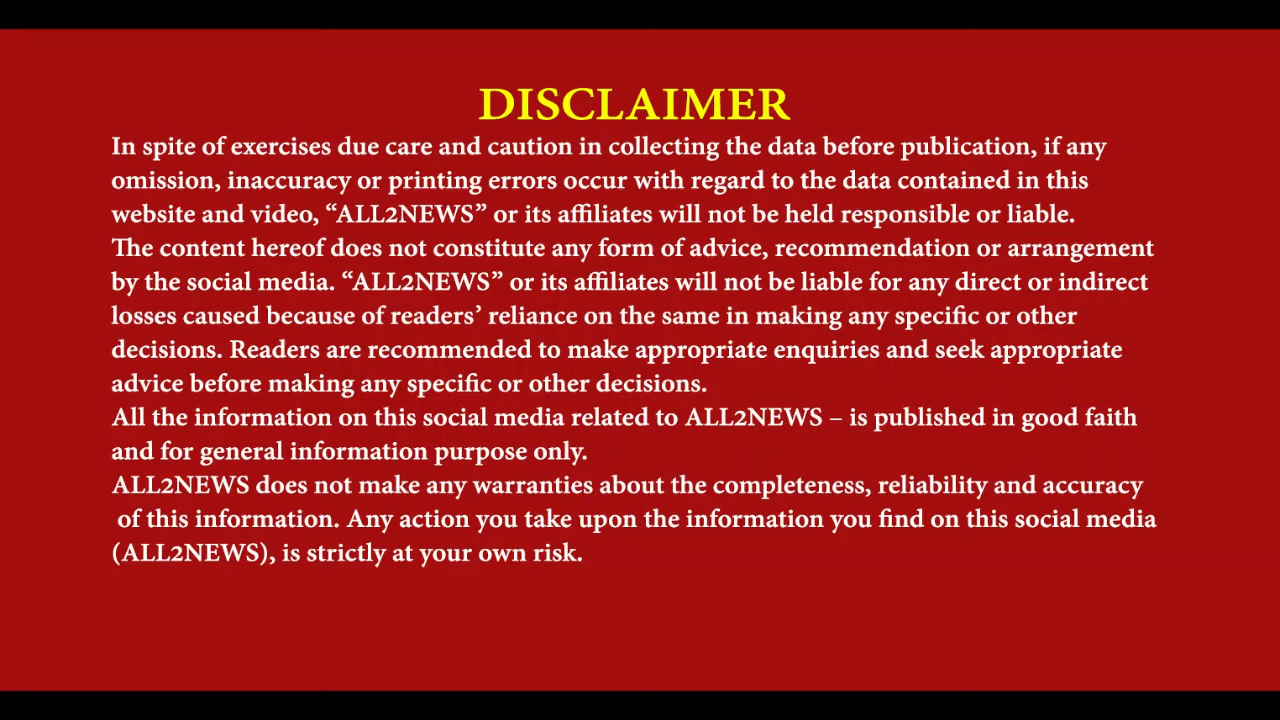 DISCLAIMER
In spite of exercises due care and caution in collecting the data before publication, if any
omission, inaccuracy or printing errors occur with regard to the data contained in this
website and video, “ALL2NEWS” or its affiliates will not be held responsible or liable.
The content hereof does not constitute any form of advice, recommendation or arrangement
by the social media. “ALL2NEWS” or its affiliates will not be liable for any direct or indirect
losses caused because of readers’ reliance on the same in making any specific or other
decisions. Readers are recommended to make appropriate enquiries and seek appropriate
advice before making any specific or other decisions.
All the information on this social media related to ALL2NEWS – is published in good faith
and for general information purpose only.
ALL2NEWS does not make any warranties about the completeness, reliability and accuracy
of this information. Any action you take upon the information you find on this social media
(ALL2NEWS), is strictly at your own risk.